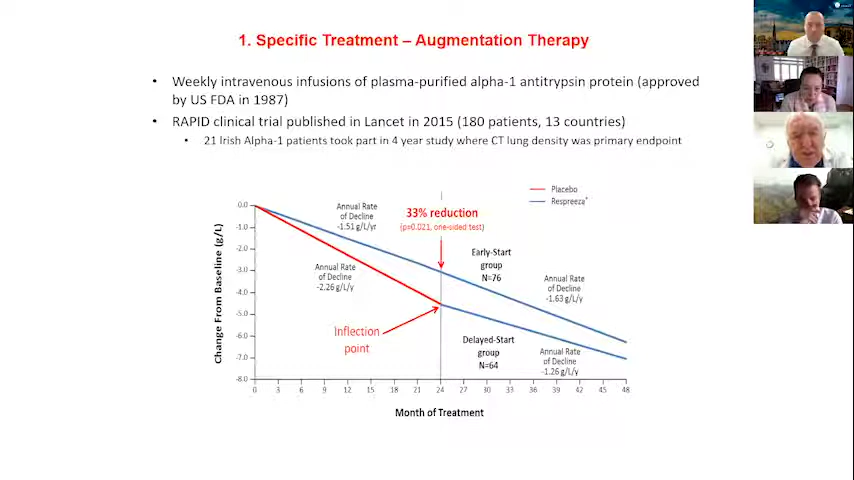 1. Specific Treatment – Augmentation Therapy
• Weekly intravenous infusions of plasma-purified alpha-1 antitrypsin protein (approved
by US FDA in 1987)
• RAPID clinical trial published in Lancet in 2015 (180 patients, 13 countries)
• 21 Irish Alpha-1 patients took part in 4 year study where CT lung density was primary endpoint
Placebo
Respreeza+
33% reduction
(p=0.021, one-sided test)
Annual Rate
of Decline
-1.51 g/L/yr
Annual Rate
of Decline
-2.26 g/L/y
Early-Start
group
N=76
Annual Rate
of Decline
-1.63 g/L/y
Inflection
point
Delayed-Start
group
N=64
Annual Rate
of Decline
-1.26 g/L/y
Change From Baseline (g/L)
0.0
-1.0
-2.0
-3.0
-4.0
-5.0
-6.0
-7.0
-8.0
0 3 6 9 12 15 18 21 24 27 30 33 36 39 42 45 48
Month of Treatment